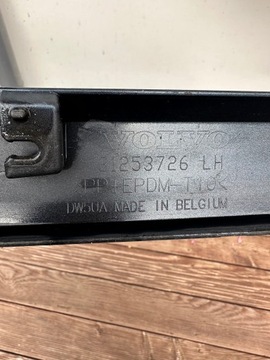 VOLVO
31253726 LH
PP+EPDM-T10
DW50A MADE IN BELGIUM